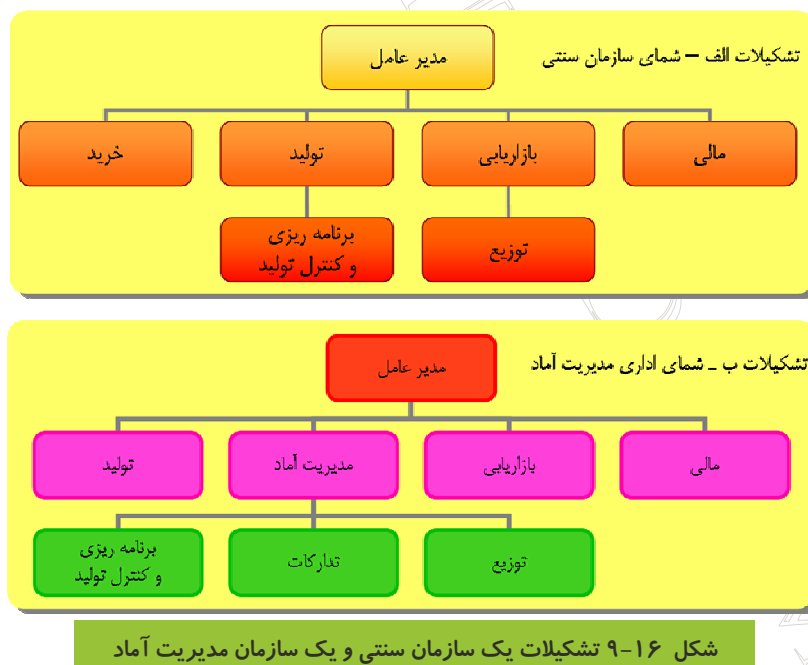 تشکیلات الف – شمای سازمان سنتی
مدیر عامل
مالی
بازاریابی
تولید
خرید
توزیع
برنامه ریزی
و کنترل تولید
تشکیلات ب _ شمای اداری مدیریت آماد
مدیر عامل
مالی
بازاریابی
مدیریت آماد
تولید
توزیع
تدارکات
برنامه ریزی
و کنترل تولید
شکل ۱۶-۹ تشکیلات یک سازمان سنتی و یک سازمان مدیریت آماد